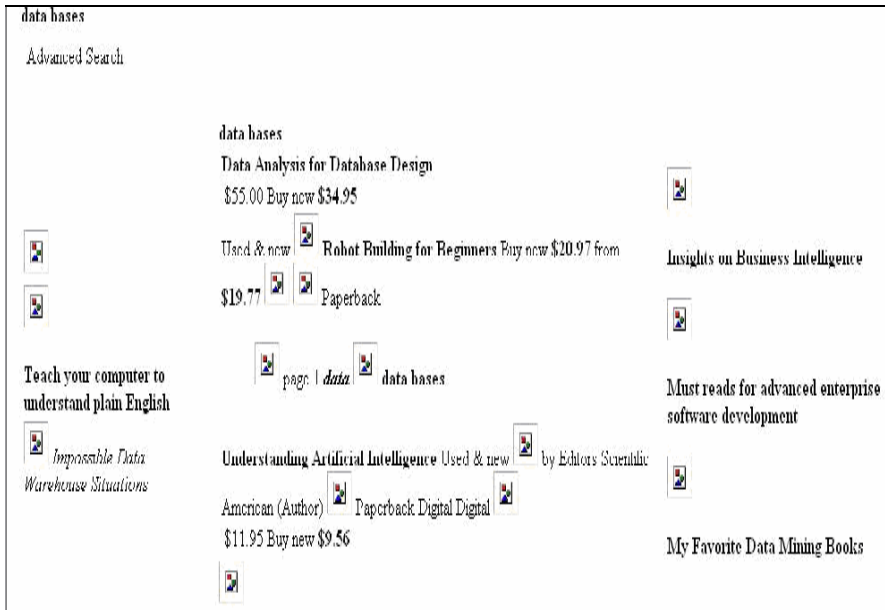 data bases
Advanced Search
data bases
Data Analysis for Database Design
$55.00 Buy new $34.95
Used & new Robot Building for Beginners Buy new $20.97 from
$19.77 Paperback
page 1 data data bases
Understanding Artificial Intelligence Used & new by Editors Scientific
American (Author) Paperback Digital Digital
$11.95 Buy new $9.56
Teach your computer to
understand plain English
Impossible Data
Warehouse Situations
Insights on Business Intelligence
Must reads for advanced enterprise
software development
My Favorite Data Mining Books